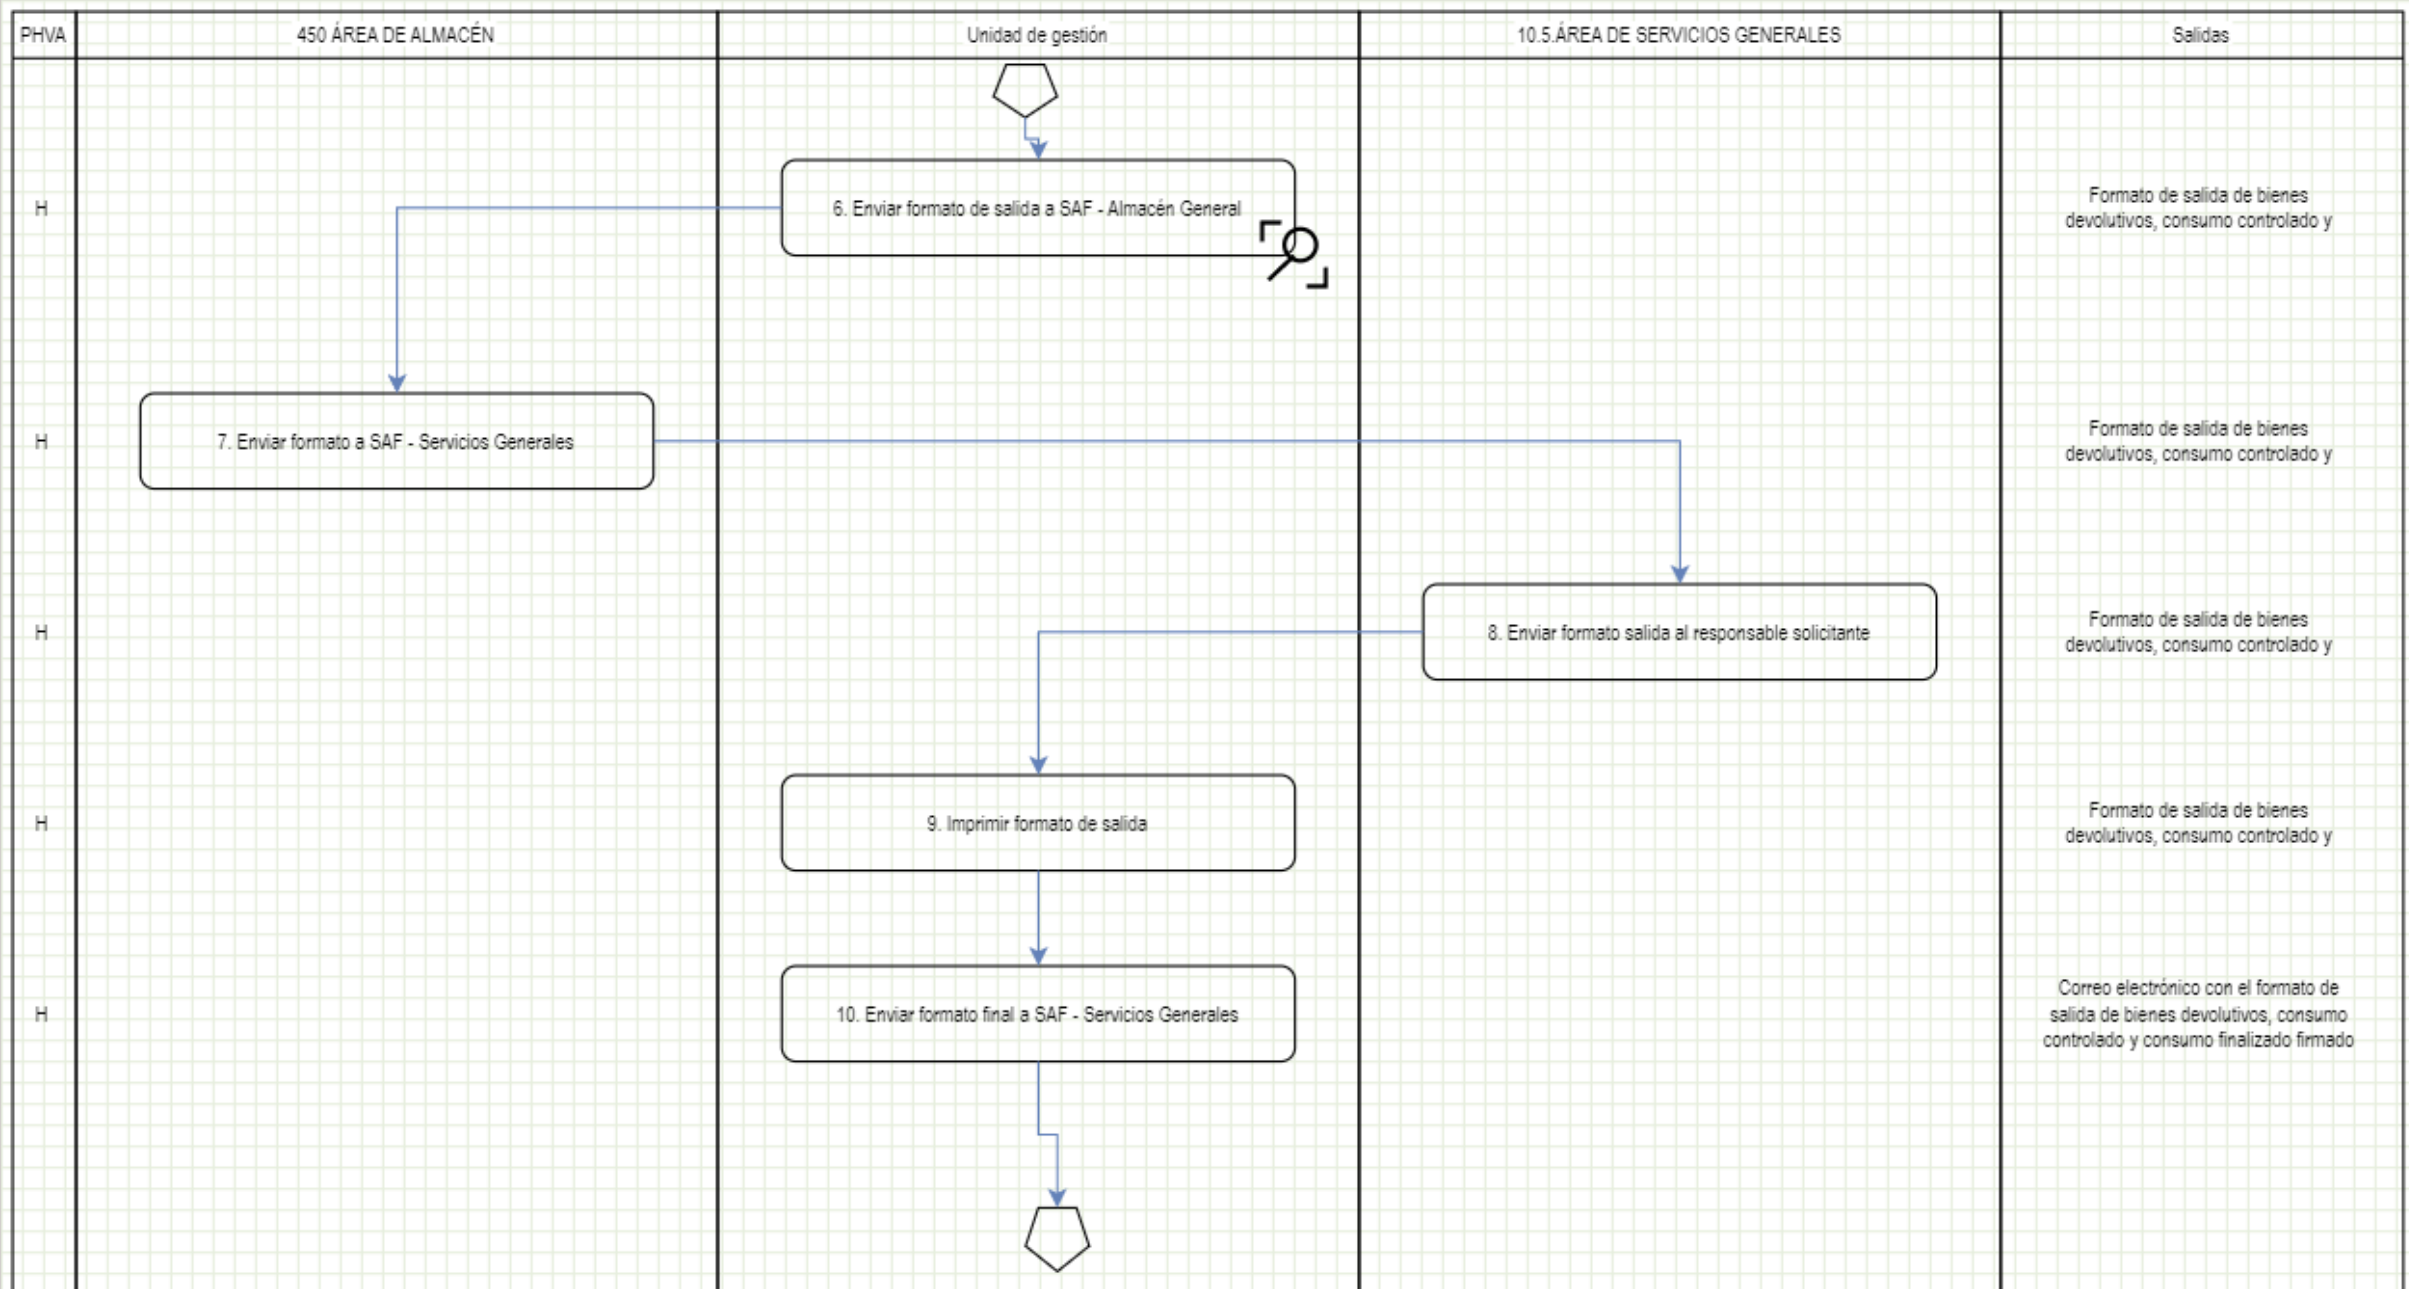 PHVA
450 ÁREA DE ALMACÉN
Unidad de gestión
10.5.ÁREA DE SERVICIOS GENERALES
Salidas
H
6. Enviar formato de salida a SAF - Almacén General
Formato de salida de bienes
devolutivos, consumo controlado y
H
7. Enviar formato a SAF - Servicios Generales
Formato de salida de bienes
devolutivos, consumo controlado y
H
8. Enviar formato salida al responsable solicitante
Formato de salida de bienes
devolutivos, consumo controlado y
H
9. Imprimir formato de salida
Formato de salida de bienes
devolutivos, consumo controlado y
H
10. Enviar formato final a SAF - Servicios Generales
Correo electrónico con el formato de
salida de bienes devolutivos, consumo
controlado y consumo finalizado firmado